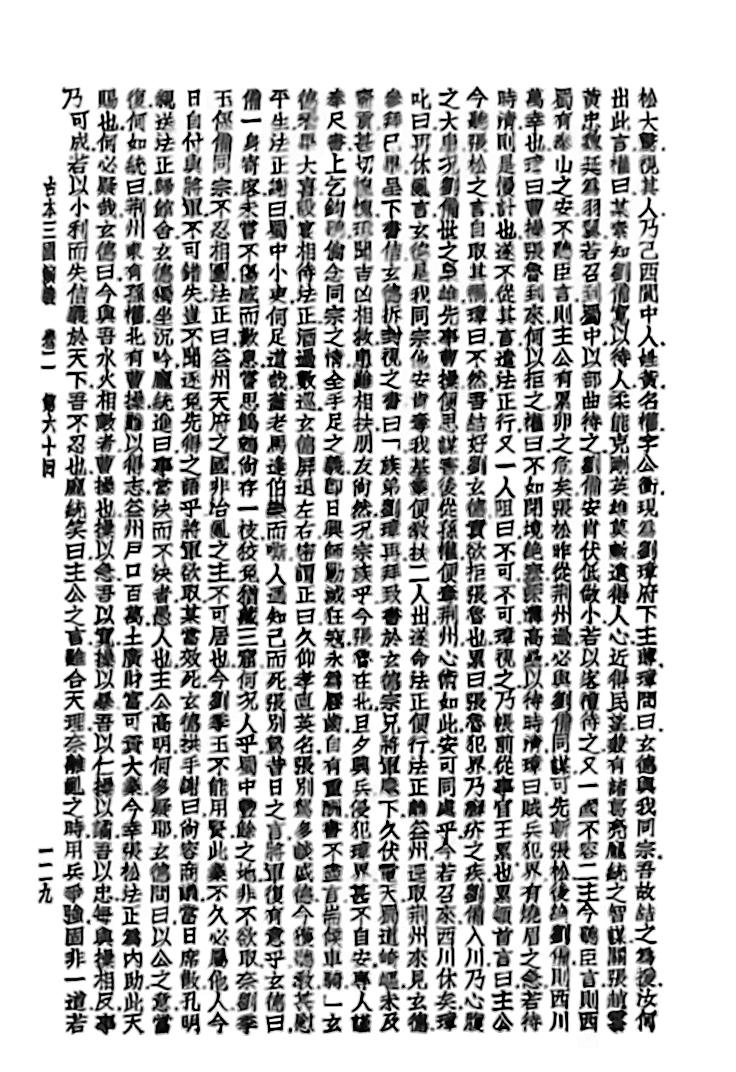 松大驚視其人乃已西閬中人姓黃名權字公衡現為劉璋府下主簿璋問曰玄德與我同宗吾故結之為援汝何
出此言權曰某素知劉備寬以待人柔能克剛英雄莫敵遠得人心近得民望兼有諸葛亮龐統之智謀關張趙雲
黃忠魏延為羽翼若召到蜀中以部曲待之劉備安肯伏低做小若以客禮待之又一國不容二主今聽臣言則西
蜀有泰山之安不聽臣言則主公有累卵之危矣張松昨從荊州過必與劉備同謀可先斬張松後絕劉備則西川
萬幸也璋曰曹操張魯到來何以拒之權曰不如閉境絕塞深溝高壘以待時清璋曰賊兵犯界有燒眉之急若待
時清則是慢計也遂不從其言遣法正行又一人阻曰不可不可璋視之乃帳前從事官王累也累頓首言曰主公
今聽張松之言自取其禍璋曰不然吾結好劉玄德實欲拒張魯也累曰張魯犯界乃癬疥之疾劉備入川乃心腹
之大患況劉備世之梟雄先事曹操便思謀害後從孫權便奪荊州心術如此安可同處乎今若召來西川休矣璋
叱曰再休亂言玄德是我同宗他安肯奪我基業便教扶二人出遂命法正便行法正離益州逕取荊州來見玄德
參拜已畢呈下書信玄德拆封視之書曰「族弟劉璋再拜致書於玄德宗兄將軍麾下久伏電天蜀道崎嶇未及
齎貢甚切惶愧璋聞吉凶相救患難相扶朋友尚然況宗族乎今張魯在北旦夕興兵侵犯璋界甚不自安專人謹
奉尺書上乞鈞聽倘念同宗之情全手足之義即日興師勦滅狂寇永為唇齒自有重酬書不盡言耑候車騎」玄
德看畢大喜設宴相待法正酒過數巡玄德屏退左右密謂正曰久仰孝直英名張別駕多談盛德今獲聽教甚慰
平生法正謝曰蜀中小吏何足道哉馬逢伯樂而嘶人遇知己而死張別駕昔日之言將軍復有意乎玄德曰
備一身寄客未嘗不傷感而歎息嘗思鷦鷯尚存一枝狡兔猶藏三窟何況人乎蜀中豐餘之地非不欲取奈劉季
玉係備同宗不忍相圖法正曰益州天府之國非治亂之主不可居也今劉季玉不能用賢此業不久必屬他人今
日自付與將軍不可錯失豈不聞逐兔先得之語乎將軍欲取某當效死玄德拱手謝曰尚容商議當日席散孔明
親送法正歸館舍玄德獨坐沉吟龐統進曰事當決而不決者愚人也主公高明何多疑耶玄德問曰以公之意當
復何如統曰荊州東有孫權北有曹操難以得志益州戶口百萬土廣財富可資大業今幸張松法正為內助此天
賜也何必疑哉玄德曰今與吾水火相敵者曹操也操以急吾以寬操以暴吾以仁操以譎吾以忠每與操相反事
乃可成若以小利而失信義於天下吾不忍也龐統笑曰主公之言雖合天理奈離亂之時用兵爭強固非一道若
古本三國演義 卷二 第六十回
一一九